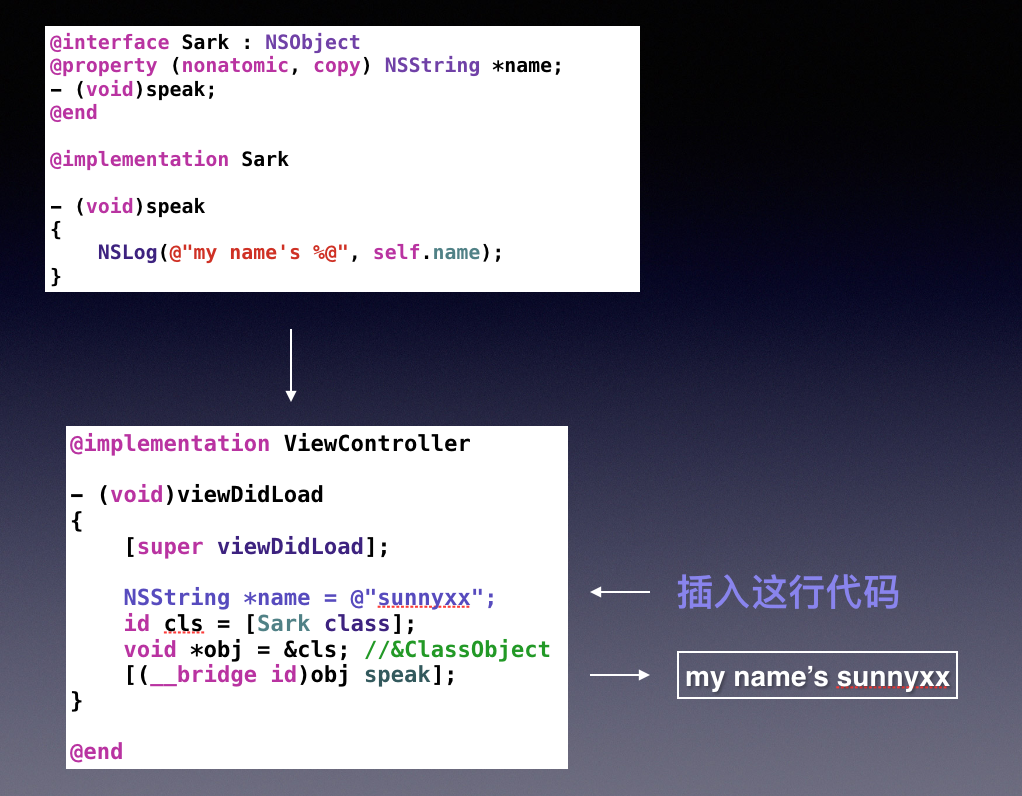 @interface Sark : NSObject
@property (nonatomic, copy) NSString *name;
- (void)speak;
@end
@implementation Sark
- (void)speak
{
    NSLog(@"my name's %@", self.name);
}
@implementation ViewController
- (void)viewDidLoad
{
    [super viewDidLoad];
    NSString *name = @"sunnyxx";
    id cls = [Sark class];
    void *obj = &cls; //&ClassObject
    [(__bridge id)obj speak];
}
@end
插入这行代码
my name’s sunnyxx